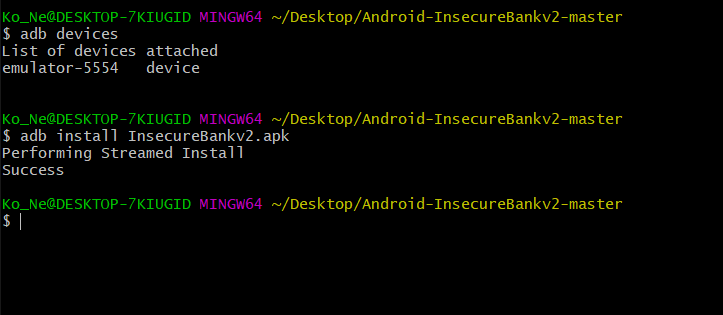 Ko_Ne@DESKTOP-7KIUGID MINGW64 ~/Desktop/Android-InsecureBankv2-master
$ adb devices
List of devices attached
emulator-5554   device
Ko_Ne@DESKTOP-7KIUGID MINGW64 ~/Desktop/Android-InsecureBankv2-master
$ adb install InsecureBankv2.apk
Performing Streamed Install
Success
Ko_Ne@DESKTOP-7KIUGID MINGW64 ~/Desktop/Android-InsecureBankv2-master
$